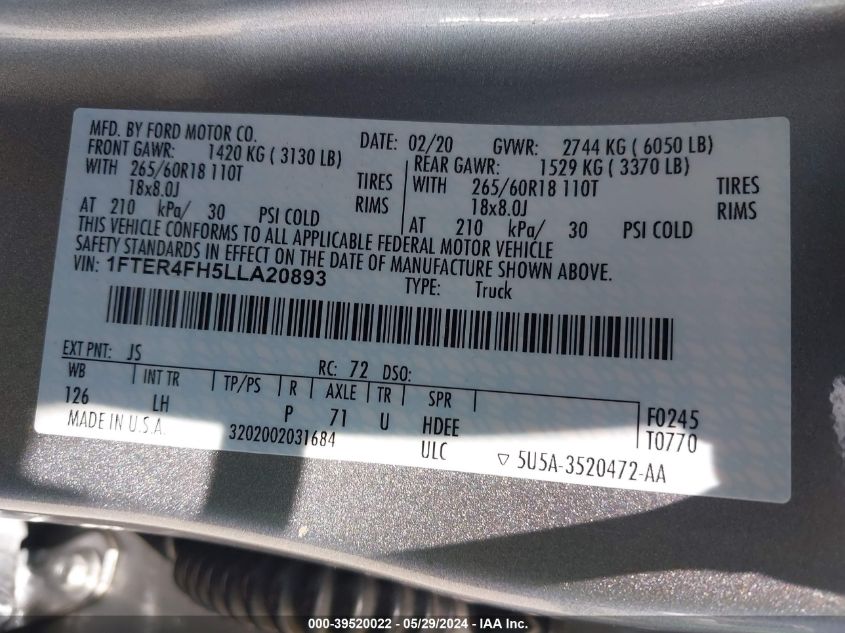 MFD. BY FORD MOTOR CO.
DATE: 02/20 GVWR: 2744 KG ( 6050 LB)
FRONT GAWR: 1420 KG ( 3130 LB)
WITH 265/60R18 110T TIRES
18x8.0J RIMS
AT 210 kPa/ 30 PSI COLD
REAR GAWR: 1529 KG ( 3370 LB)
WITH 265/60R18 110T TIRES
18x8.0J RIMS
AT 210 kPa/ 30 PSI COLD
THIS VEHICLE CONFORMS TO ALL APPLICABLE FEDERAL MOTOR VEHICLE
SAFETY STANDARDS IN EFFECT ON THE DATE OF MANUFACTURE SHOWN ABOVE.
VIN: 1FTER4FH5LLA20893
TYPE: Truck
EXT PNT: JS RC: 72 DSO:
WB INT TR TP/PS R AXLE TR SPR
126 LH P 71 U HDEE F0245
MADE IN U.S.A. 3202002031684 ULC T0770
5U5A-3520472-AA
000-39520022 - 05/29/2024 - IAA Inc.